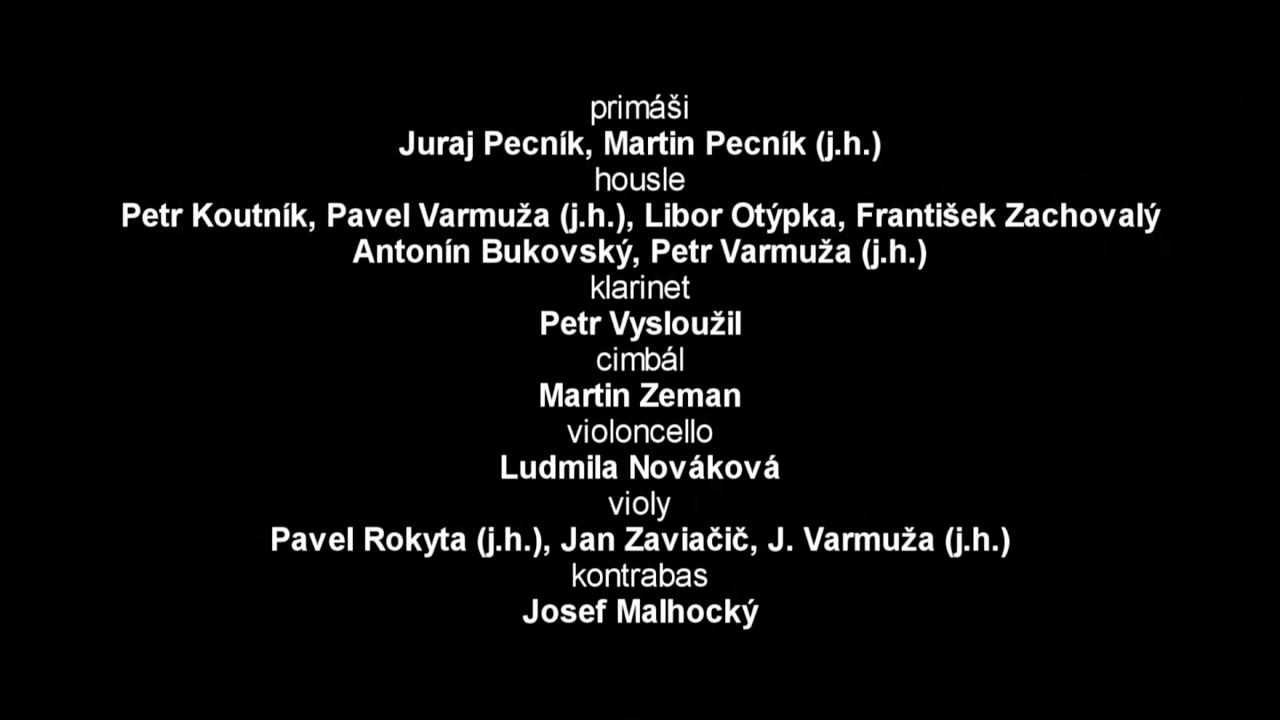 primáši
Juraj Pecník, Martin Pecník (j.h.)
housle
Petr Koutník, Pavel Varmuža (j.h.), Libor Otýpka, František Zachovalý
Antonín Bukovský, Petr Varmuža (j.h.)
klarinet
Petr Vysloužil
cimbál
Martin Zeman
violoncello
Ludmila Nováková
violy
Pavel Rokyta (j.h.), Jan Zaviačič, J. Varmuža (j.h.)
kontrabas
Josef Malhocký